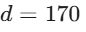 d = 170